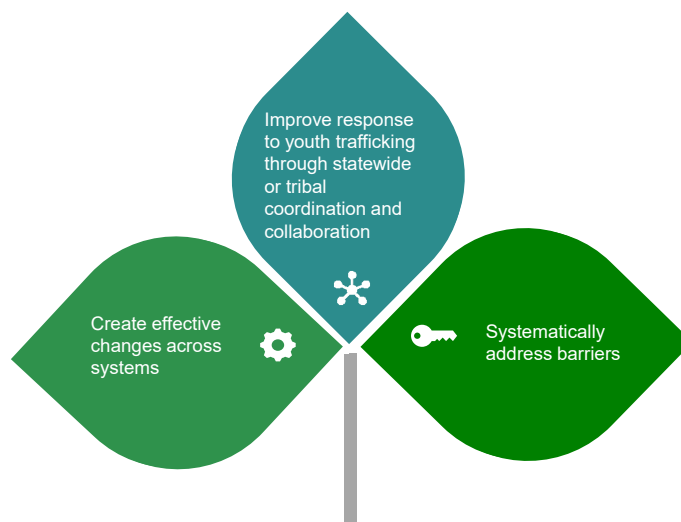 Improve response
to youth trafficking
through statewide
or tribal
coordination and
collaboration
Create effective
changes across
systems
Systematically
address barriers